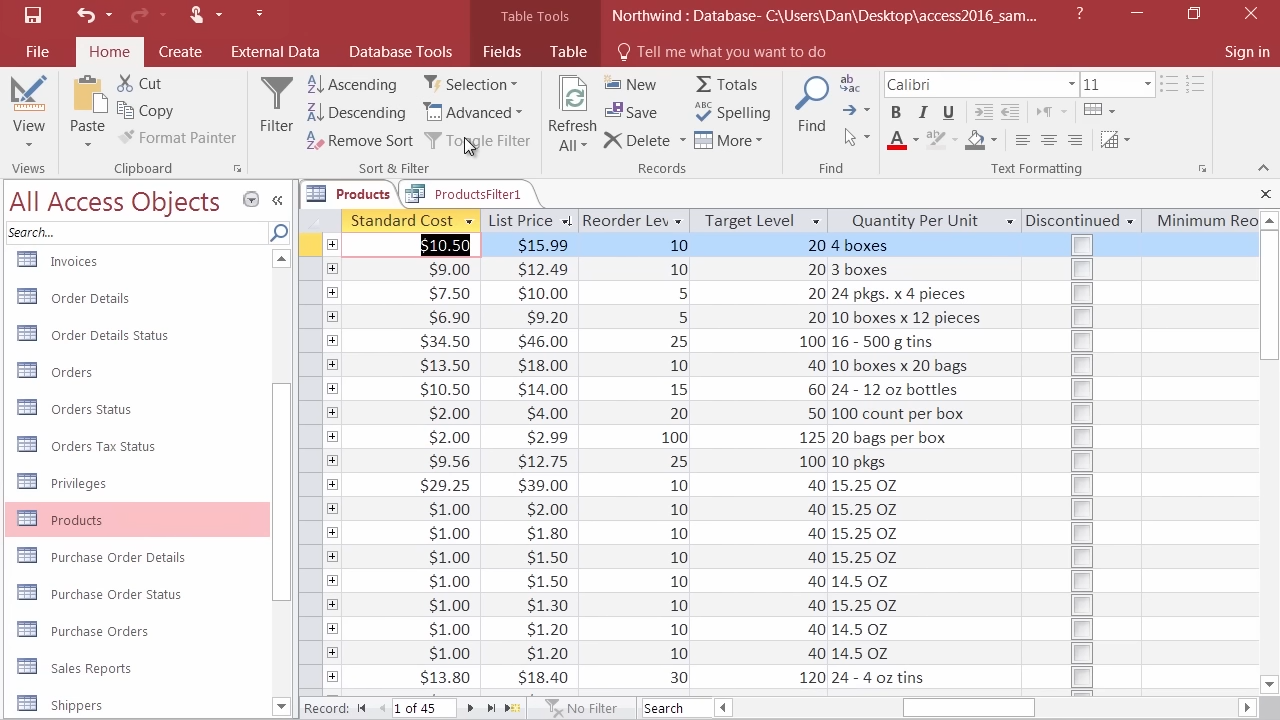 Table Tools
Northwind : Database- C:\Users\Dan\Desktop\access2016_sam...
?
File
Home
Create
External Data
Database Tools
Fields
Table
Tell me what you want to do
Sign in
View
Views
Paste
Cut
Copy
Format Painter
Clipboard
Filter
Ascending
Descending
Remove Sort
Selection
Advanced
Toggle Filter
Sort & Filter
Refresh
All
New
Save
Delete
Totals
Spelling
More
Records
Find
Find
Calibri
11
B I U
A
Text Formatting
All Access Objects
Search...
Invoices
Order Details
Order Details Status
Orders
Orders Status
Orders Tax Status
Privileges
Products
Purchase Order Details
Purchase Order Status
Purchase Orders
Sales Reports
Shippers
Products
ProductsFilter1
Standard Cost List Price Reorder Lev Target Level Quantity Per Unit Discontinued Minimum Reo
$10.50 $15.99 10 20 4 boxes
$9.00 $12.49 10 20 3 boxes
$7.50 $10.00 5 20 24 pkgs. x 4 pieces
$6.90 $9.20 5 20 10 boxes x 12 pieces
$34.50 $46.00 25 100 16 - 500 g tins
$13.50 $18.00 10 40 10 boxes x 20 bags
$10.50 $14.00 15 60 24 - 12 oz bottles
$2.00 $4.00 20 50 100 count per box
$2.00 $2.99 100 125 20 bags per box
$9.56 $12.75 25 100 10 pkgs
$29.25 $39.00 10 40 15.25 OZ
$1.00 $2.00 10 40 15.25 OZ
$1.00 $1.80 10 40 15.25 OZ
$1.00 $1.50 10 40 15.25 OZ
$1.00 $1.50 10 40 14.5 OZ
$1.00 $1.30 10 40 15.25 OZ
$1.00 $1.20 10 40 14.5 OZ
$1.00 $1.20 10 40 14.5 OZ
$13.80 $18.40 30 120 24 - 4 oz tins
Record: 1 of 45 No Filter Search